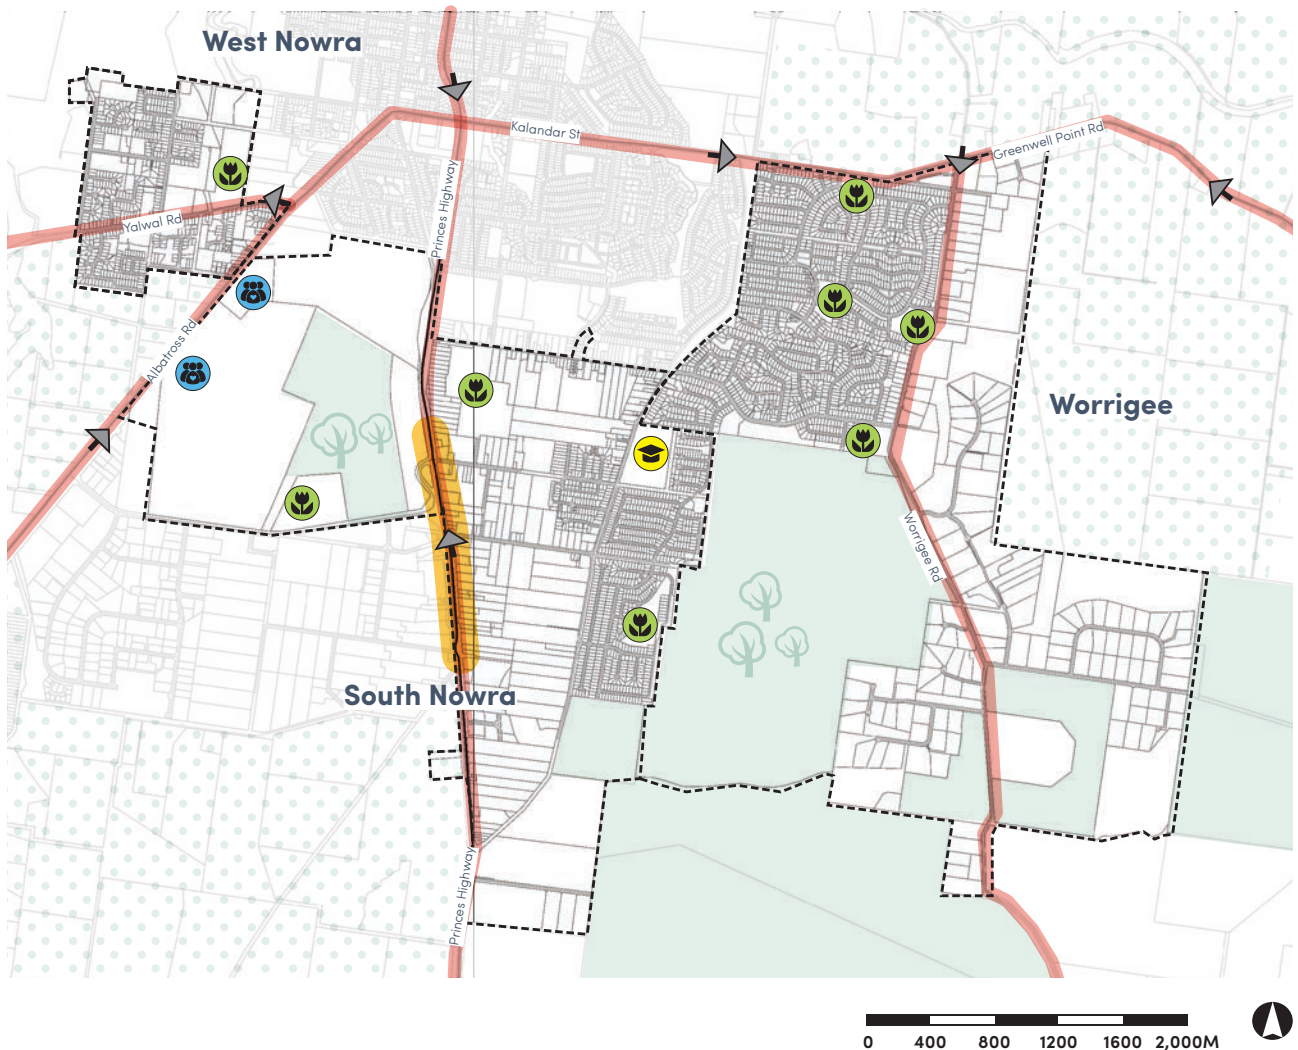 West Nowra
Kalandar St
Greenwell Point Rd
Princes Highway
Yalwal Rd
Albatross Rd
Worrigee
Worrigee Rd
South Nowra
Princes Highway
0 400 800 1200 1600 2,000M